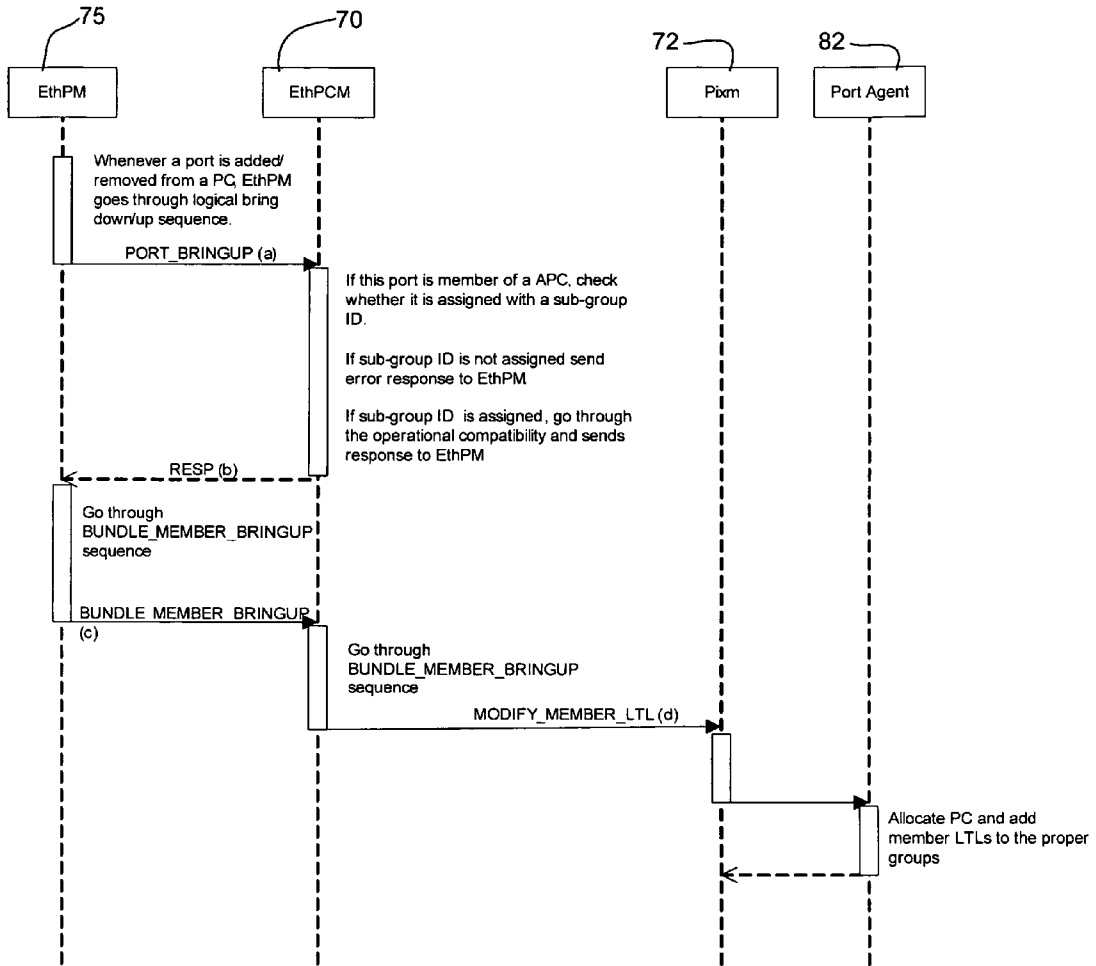 75
70
72
82
EthPM
EthPCM
Pixm
Port Agent
Whenever a port is added/
removed from a PC, EthPM
goes through logical bring
down/up sequence.
PORT_BRINGUP (a)
If this port is member of a APC, check
whether it is assigned with a sub-group
ID.
If sub-group ID is not assigned send
error response to EthPM
If sub-group ID is assigned, go through
the operational compatibility and sends
response to EthPM
RESP (b)
Go through
BUNDLE_MEMBER_BRINGUP
sequence
BUNDLE_MEMBER_BRINGUP
(c)
Go through
BUNDLE_MEMBER_BRINGUP
sequence
MODIFY_MEMBER_LTL (d)
Allocate PC and add
member LTLs to the proper
groups